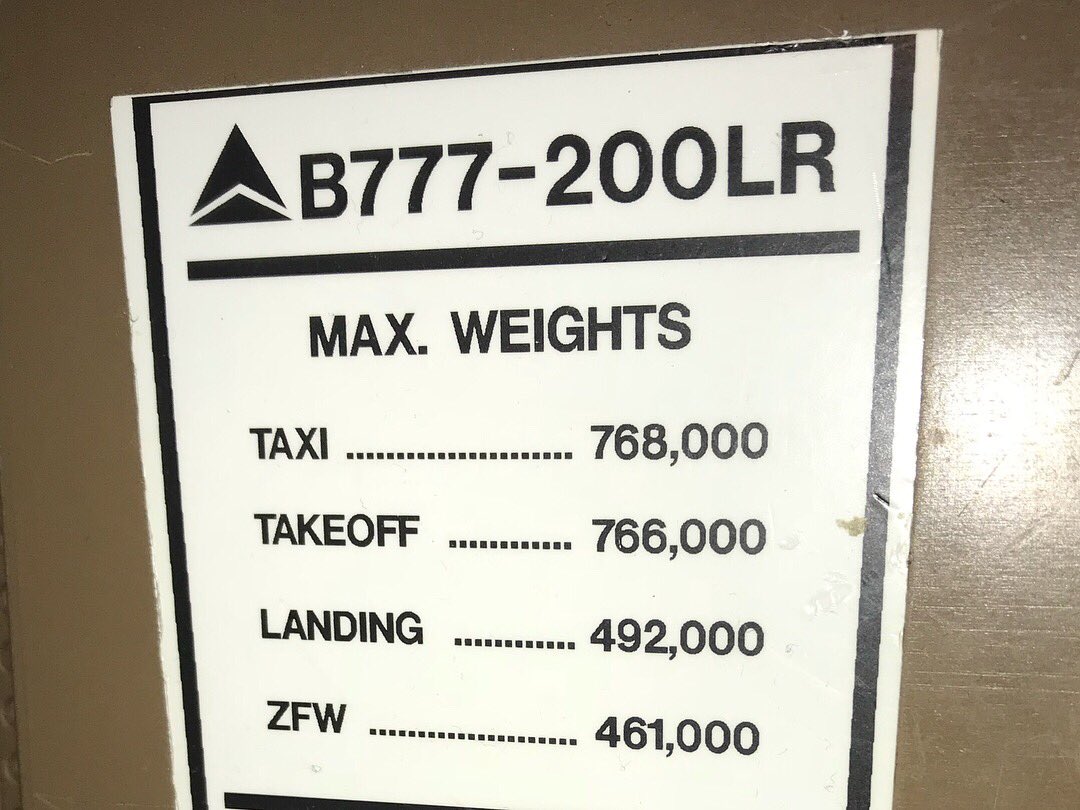 B777-200LR
MAX. WEIGHTS
TAXI ...................... 768,000
TAKEOFF ............ 766,000
LANDING ............ 492,000
ZFW ..................... 461,000